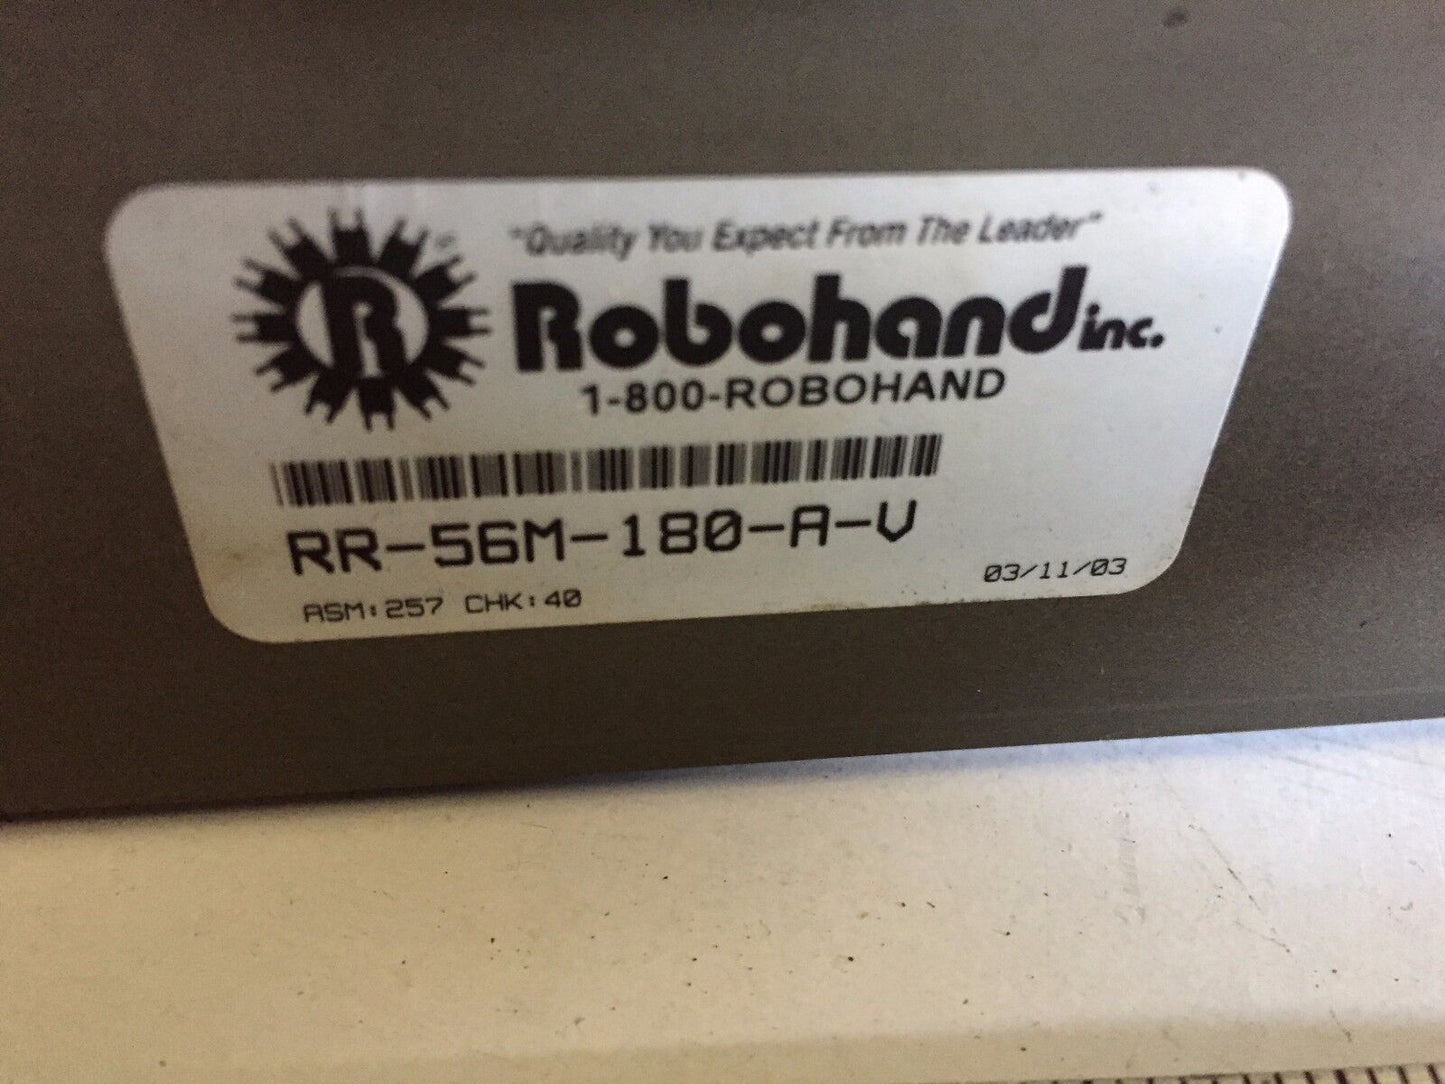 "Quality You Expect From The Leader"
R Robohand inc.
1-800-ROBOHAND
RR-56M-180-A-V
03/11/03
ASM:257 CHK:40